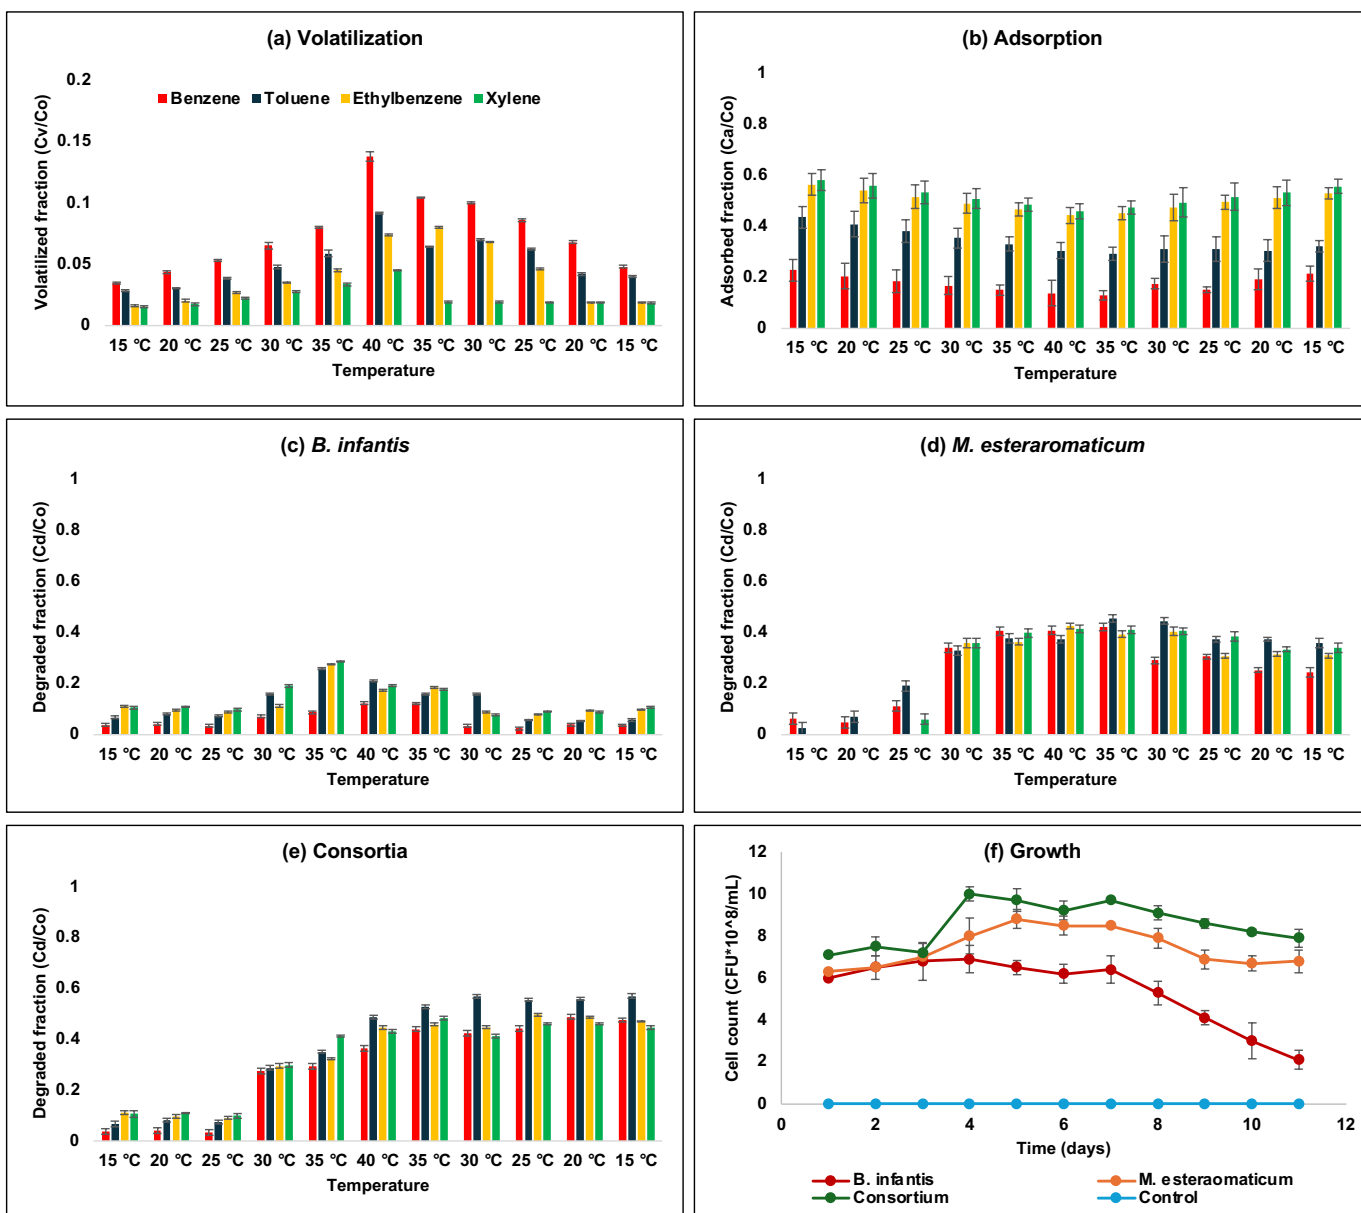 (a) Volatilization
Volatilized fraction (Cv/Co)
0.2
0.15
0.1
0.05
0
Benzene Toluene Ethylbenzene Xylene
15 °C 20 °C 25 °C 30 °C 35 °C 40 °C 35 °C 30 °C 25 °C 20 °C 15 °C
Temperature
(b) Adsorption
Adsorbed fraction (Ca/Co)
1
0.8
0.6
0.4
0.2
0
15 °C 20 °C 25 °C 30 °C 35 °C 40 °C 35 °C 30 °C 25 °C 20 °C 15 °C
Temperature
(c) B. infantis
Degraded fraction (Cd/Co)
1
0.8
0.6
0.4
0.2
0
15 °C 20 °C 25 °C 30 °C 35 °C 40 °C 35 °C 30 °C 25 °C 20 °C 15 °C
Temperature
(d) M. esteraromaticum
Degraded fraction (Cd/Co)
1
0.8
0.6
0.4
0.2
0
15 °C 20 °C 25 °C 30 °C 35 °C 40 °C 35 °C 30 °C 25 °C 20 °C 15 °C
Temperature
(e) Consortia
Degraded fraction (Cd/Co)
1
0.8
0.6
0.4
0.2
0
15 °C 20 °C 25 °C 30 °C 35 °C 40 °C 35 °C 30 °C 25 °C 20 °C 15 °C
Temperature
(f) Growth
Cell count (CFU*10^8/mL)
12
10
8
6
4
2
0
0 2 4 6 8 10 12
Time (days)
B. infantis M. esteraomaticum
Consortium Control